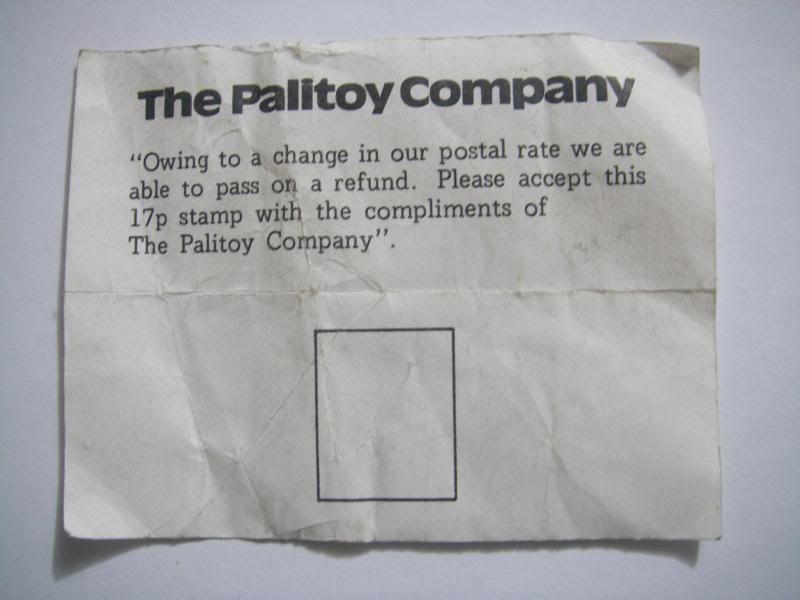 The Palitoy Company
“Owing to a change in our postal rate we are
able to pass on a refund. Please accept this
17p stamp with the compliments of
The Palitoy Company”.